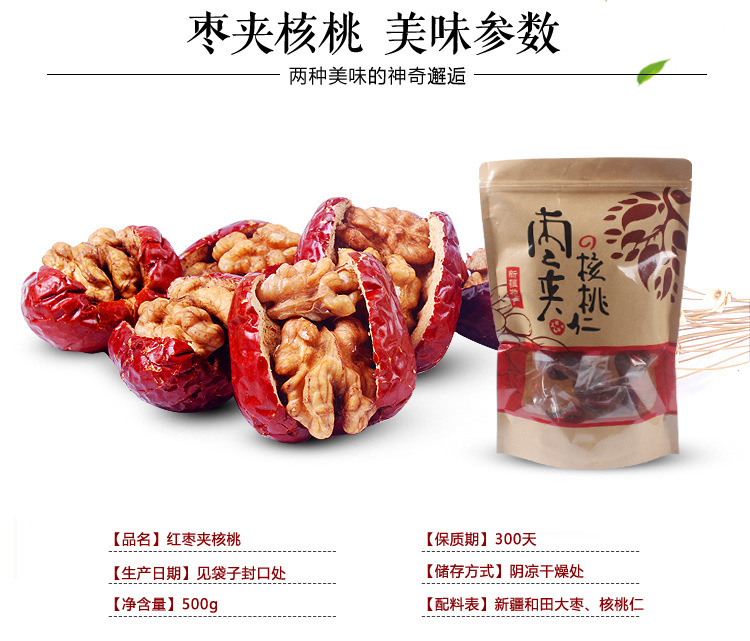 枣夹核桃 美味参数
两种美味的神奇邂逅
枣夹
の核桃仁
【品名】红枣夹核桃
【保质期】300天
【生产日期】见袋子封口处
【储存方式】阴凉干燥处
【净含量】500g
【配料表】新疆和田大枣、核桃仁